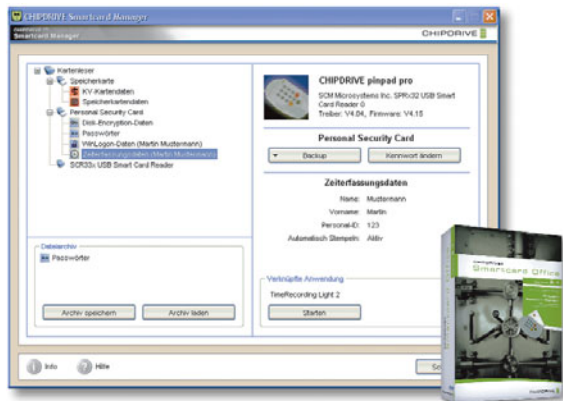 CHIPDRIVE Smartcard Manager
Smartcard Manager
CHIPDRIVE
Kartenleser
Speicherkarte
KV-Kartendaten
Speicherkartendaten
Personal Security Card
Disk-Encryption-Daten
Passwörter
WinLogon-Daten (Martin Mustermann)
Zeiterfassungsdaten (Martin Mustermann)
SCR33x USB Smart Card Reader
CHIPDRIVE pinpad pro
SCM Microsystems Inc. SPRx32 USB Smart
Card Reader 0
Treiber: V4.04, Firmware: V4.15
Personal Security Card
Backup
Kennwort ändern
Zeiterfassungsdaten
Name: Mustermann
Vorname: Martin
Personal-ID: 123
Automatisch Stempeln: Aktiv
Dateiarchiv
Passwörter
Archiv speichern
Archiv laden
Verknüpfte Anwendung
TimeRecording Light 2
Starten
Info
Hilfe
Smartcard Office
CHIPDRIVE